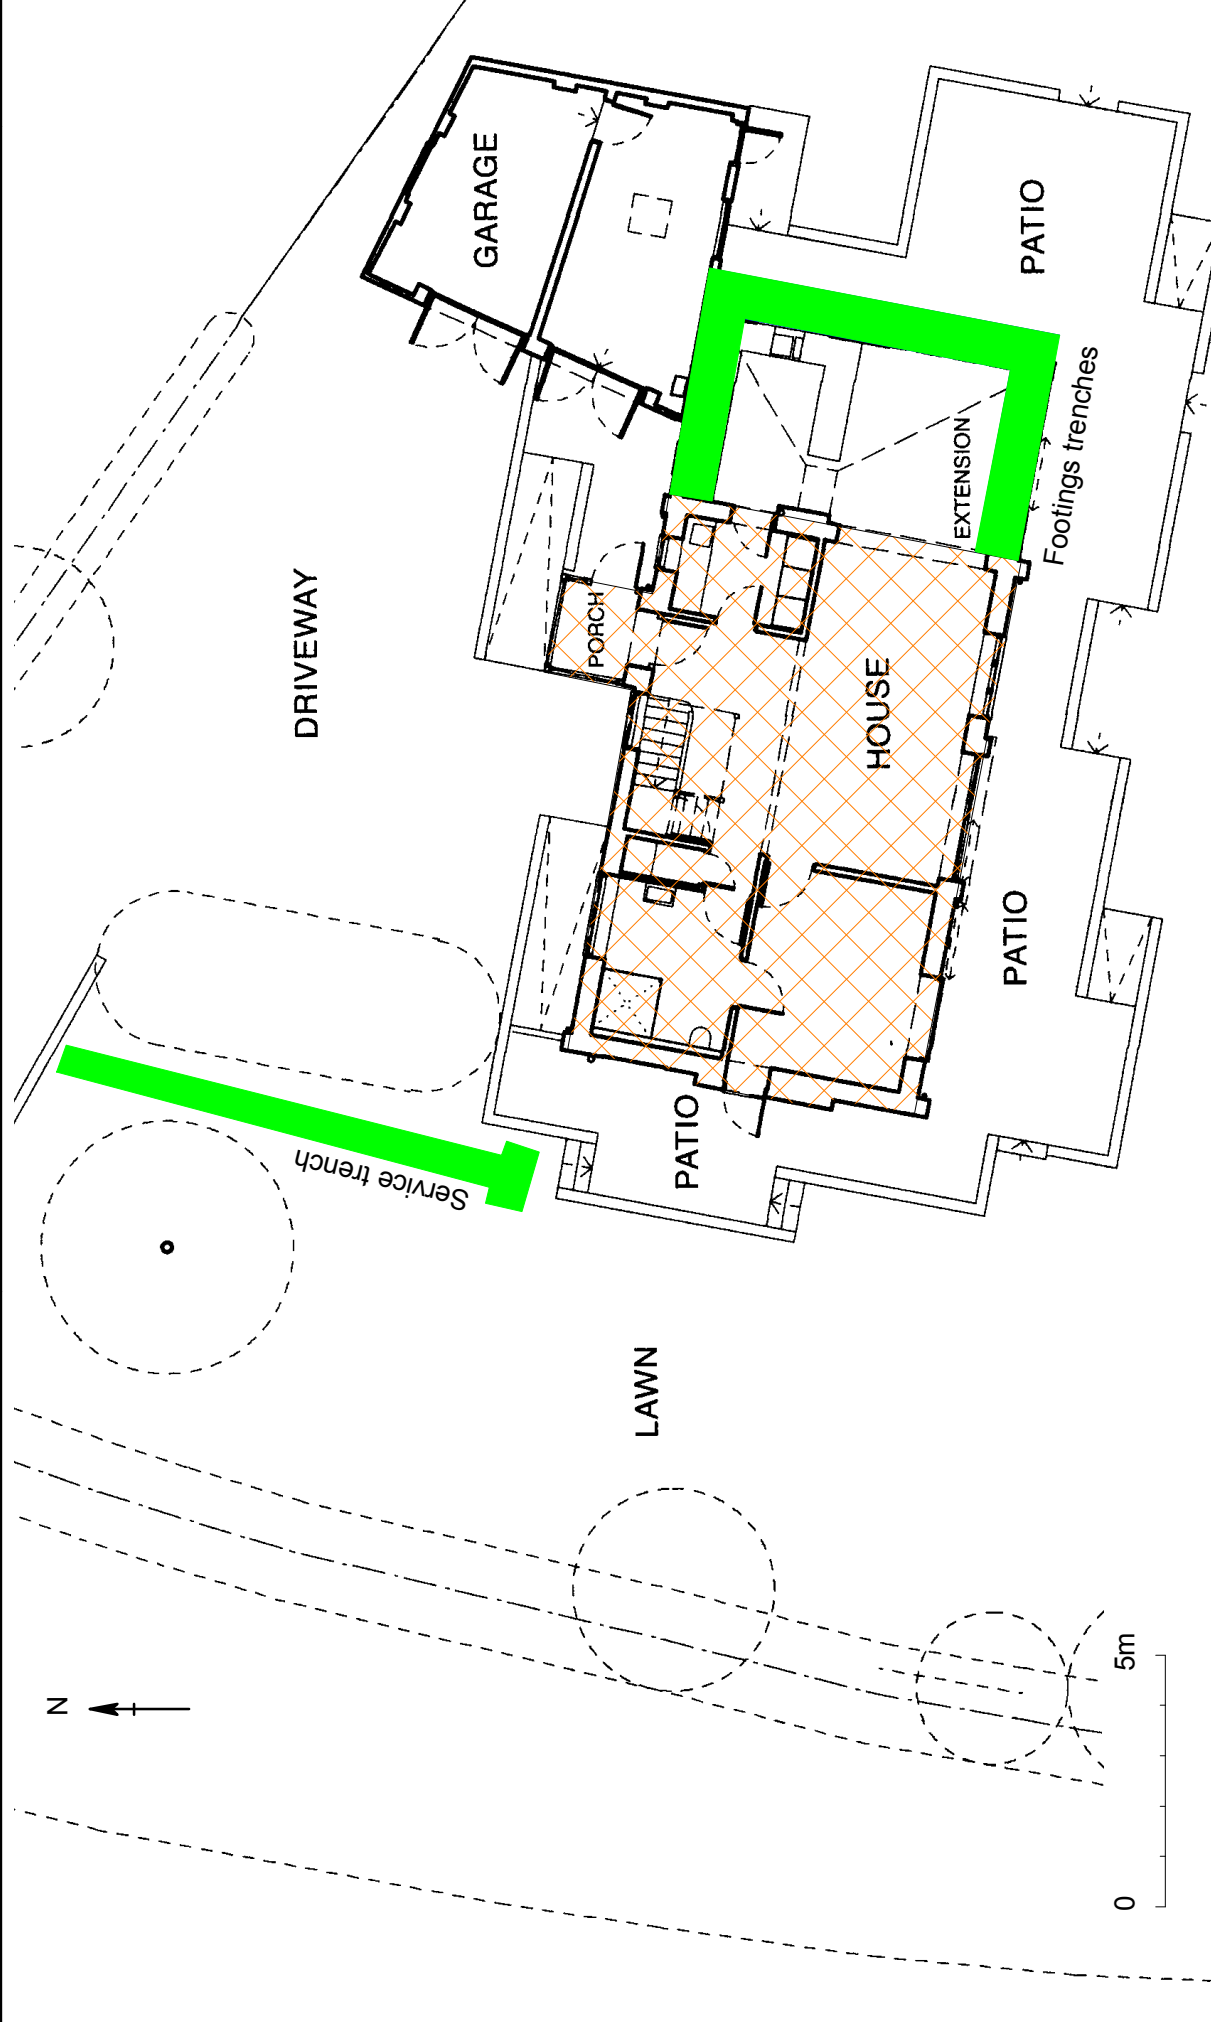 GARAGE
PATIO
EXTENSION
Footings trenches
PORCH
DRIVEWAY
HOUSE
PATIO
PATIO
Service trench
LAWN
N
0
5m